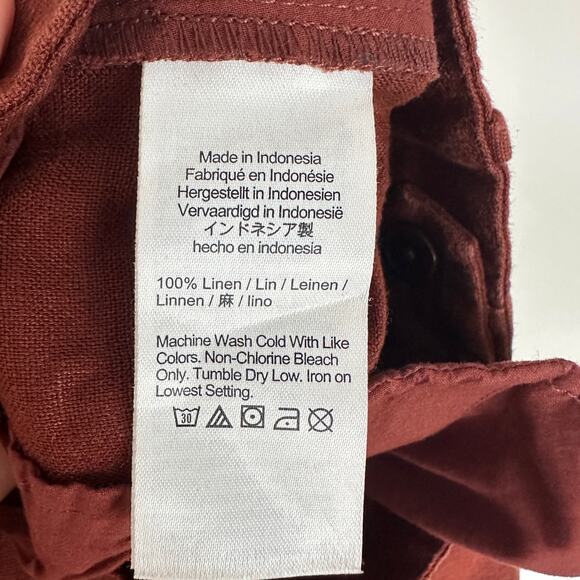 Made in Indonesia
Fabriqué en Indonésie
Hergestellt in Indonesien
Vervaardigd in Indonesië
インドネシア製
hecho en indonesia
100% Linen / Lin / Leinen /
Linnen / 麻 / lino
Machine Wash Cold With Like
Colors. Non-Chlorine Bleach
Only. Tumble Dry Low. Iron on
Lowest Setting.
30